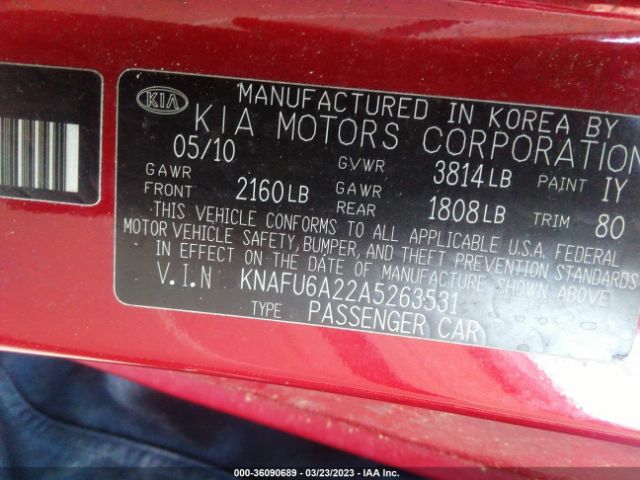 KIA
MANUFACTURED IN KOREA BY
KIA MOTORS CORPORATION
05/10 GVWR 3814LB PAINT IY
GAWR FRONT 2160LB GAWR REAR 1808LB TRIM 80
THIS VEHICLE CONFORMS TO ALL APPLICABLE U.S.A. FEDERAL
MOTOR VEHICLE SAFETY, BUMPER, AND THEFT PREVENTION STANDARDS
IN EFFECT ON THE DATE OF MANUFACTURE SHOWN ABOVE
V.I.N KNAFU6A22A5263531
TYPE PASSENGER CAR
000-36090689 - 03/23/2023 - IAA Inc.